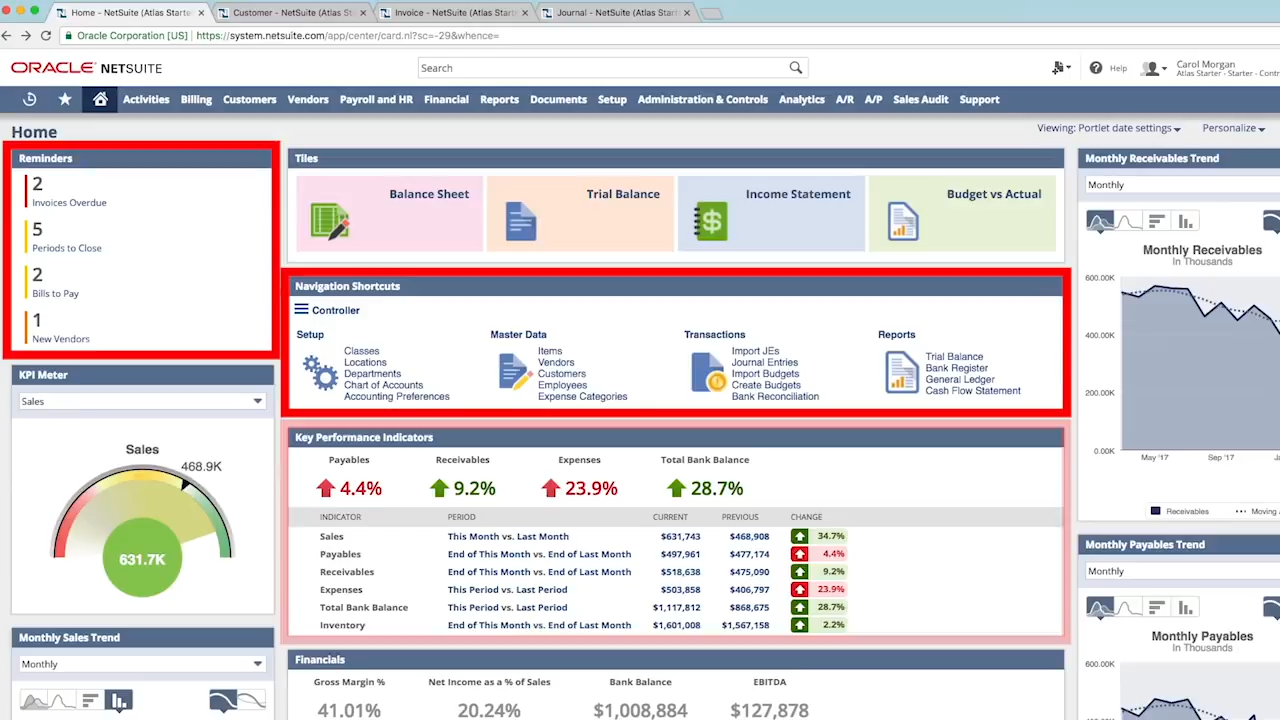 Home - NetSuite (Atlas Starte
Customer - NetSuite (Atlas St
Invoice - NetSuite (Atlas Start
Journal - NetSuite (Atlas Start
Oracle Corporation [US] | https://system.netsuite.com/app/center/card.nl?sc=-29&whence=
ORACLE NETSUITE
Search
Help
Carol Morgan
Atlas Starter - Starter - Contr
Activities Billing Customers Vendors Payroll and HR Financial Reports Documents Setup Administration & Controls Analytics A/R A/P Sales Audit Support
Home
Viewing: Portlet date settings
Personalize
Reminders
2
Invoices Overdue
5
Periods to Close
2
Bills to Pay
1
New Vendors
KPI Meter
Sales
Sales
468.9K
631.7K
Monthly Sales Trend
Monthly
Tiles
Balance Sheet
Trial Balance
Income Statement
Budget vs Actual
Navigation Shortcuts
Controller
Setup
Classes
Locations
Departments
Chart of Accounts
Accounting Preferences
Master Data
Items
Vendors
Customers
Employees
Expense Categories
Transactions
Import JEs
Journal Entries
Import Budgets
Create Budgets
Bank Reconciliation
Reports
Trial Balance
Bank Register
General Ledger
Cash Flow Statement
Key Performance Indicators
Payables Receivables Expenses Total Bank Balance
4.4% 9.2% 23.9% 28.7%
INDICATOR PERIOD CURRENT PREVIOUS CHANGE
Sales This Month vs. Last Month $631,743 $468,908 34.7%
Payables End of This Month vs. End of Last Month $497,961 $477,174 4.4%
Receivables End of This Month vs. End of Last Month $518,638 $475,090 9.2%
Expenses This Period vs. Last Period $503,858 $406,797 23.9%
Total Bank Balance This Period vs. Last Period $1,117,812 $868,675 28.7%
Inventory End of This Month vs. End of Last Month $1,601,008 $1,567,158 2.2%
Financials
Gross Margin % Net Income as a % of Sales Bank Balance EBITDA
41.01% 20.24% $1,008,884 $127,878
Monthly Receivables Trend
Monthly
Monthly Receivables
In Thousands
600.00K
400.00K
200.00K
0.00K
May '17 Sep '17 Ja
Receivables Moving
Monthly Payables Trend
Monthly
Monthly Payables
In Thousands
600.00K